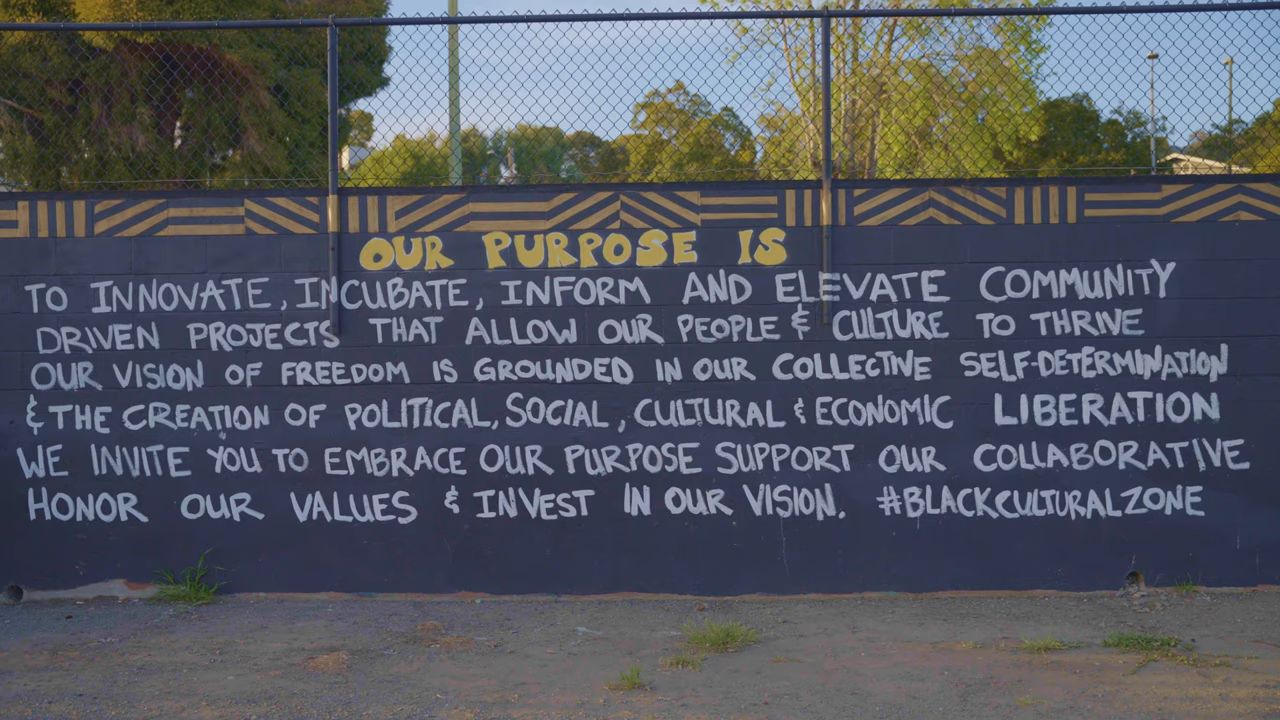 OUR PURPOSE IS
TO INNOVATE, INCUBATE, INFORM AND ELEVATE COMMUNITY
DRIVEN PROJECTS THAT ALLOW OUR PEOPLE & CULTURE TO THRIVE
OUR VISION OF FREEDOM IS GROUNDED IN OUR COLLECTIVE SELF-DETERMINATION
& THE CREATION OF POLITICAL, SOCIAL, CULTURAL & ECONOMIC LIBERATION
WE INVITE YOU TO EMBRACE OUR PURPOSE SUPPORT OUR COLLABORATIVE
HONOR OUR VALUES & INVEST IN OUR VISION. #BLACKCULTURALZONE